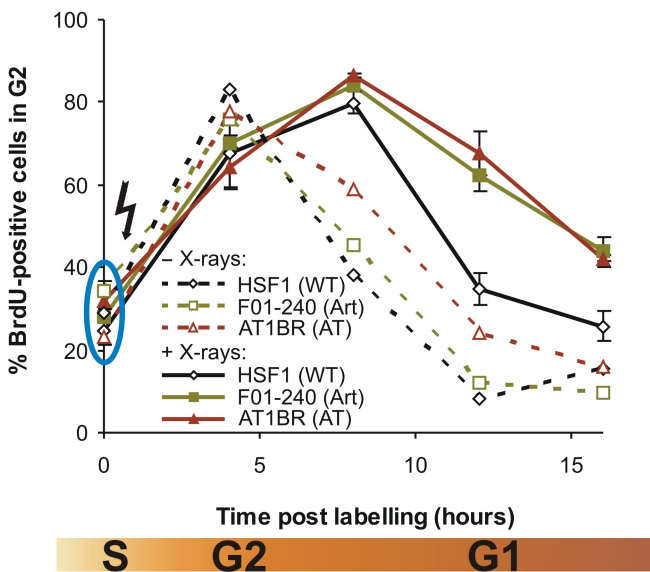 % BrdU-positive cells in G2
100
80
60
40
20
0
– X-rays:
HSF1 (WT)
F01-240 (Art)
AT1BR (AT)
+ X-rays:
HSF1 (WT)
F01-240 (Art)
AT1BR (AT)
0 5 10 15
Time post labelling (hours)
S G2 G1